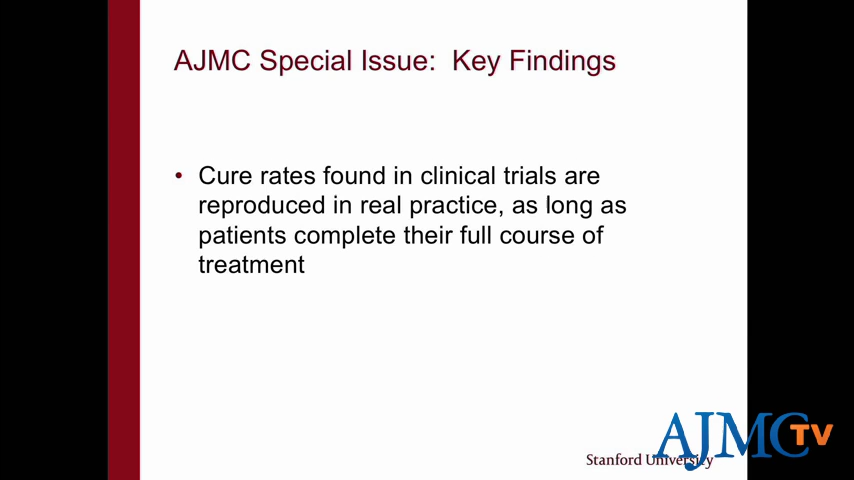 AJMC Special Issue: Key Findings
• Cure rates found in clinical trials are
reproduced in real practice, as long as
patients complete their full course of
treatment
Stanford University
AJMC TV